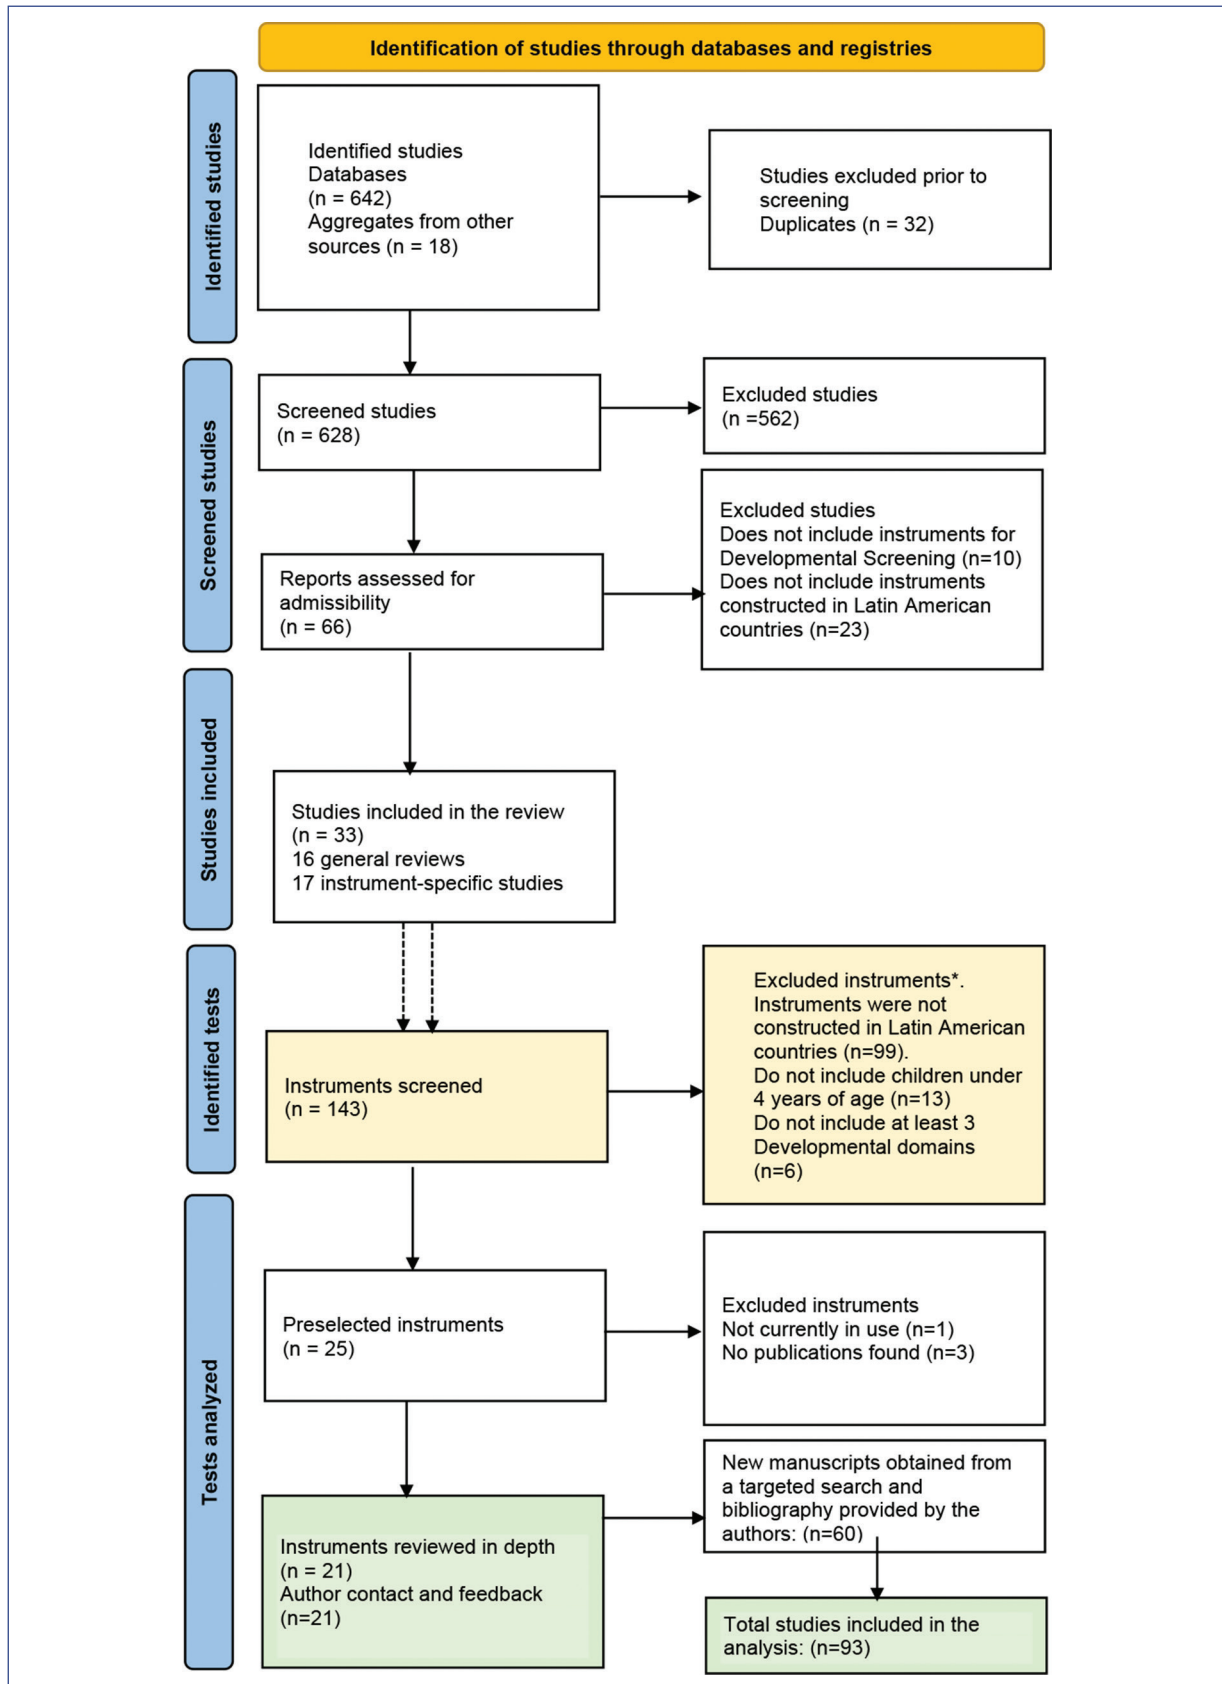 Identification of studies through databases and registries
Identified studies
Identified studies
Databases
(n = 642)
Aggregates from other
sources (n = 18)
Studies excluded prior to
screening
Duplicates (n = 32)
Screened studies
Screened studies
(n = 628)
Excluded studies
(n =562)
Reports assessed for
admissibility
(n = 66)
Excluded studies
Does not include instruments for
Developmental Screening (n=10)
Does not include instruments
constructed in Latin American
countries (n=23)
Studies included
Studies included in the review
(n = 33)
16 general reviews
17 instrument-specific studies
Identified tests
Instruments screened
(n = 143)
Excluded instruments*.
Instruments were not
constructed in Latin American
countries (n=99).
Do not include children under
4 years of age (n=13)
Do not include at least 3
Developmental domains
(n=6)
Tests analyzed
Preselected instruments
(n = 25)
Excluded instruments
Not currently in use (n=1)
No publications found (n=3)
Instruments reviewed in depth
(n = 21)
Author contact and feedback
(n=21)
New manuscripts obtained from
a targeted search and
bibliography provided by the
authors: (n=60)
Total studies included in the
analysis: (n=93)